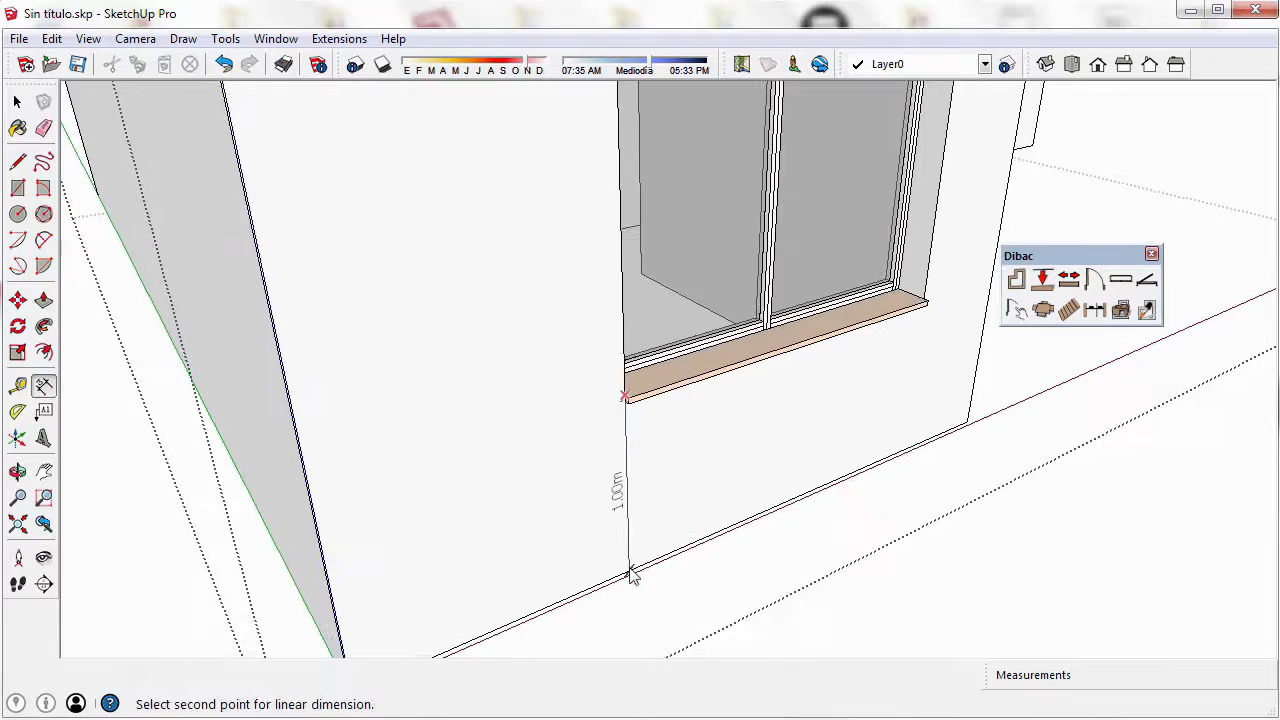 Sin título.skp - SketchUp Pro
File Edit View Camera Draw Tools Window Extensions Help
E F M A M J J A S O N D
07:35 AM Mediodía 05:33 PM
Layer0
Dibac
A1
1.00m
Measurements
Select second point for linear dimension.